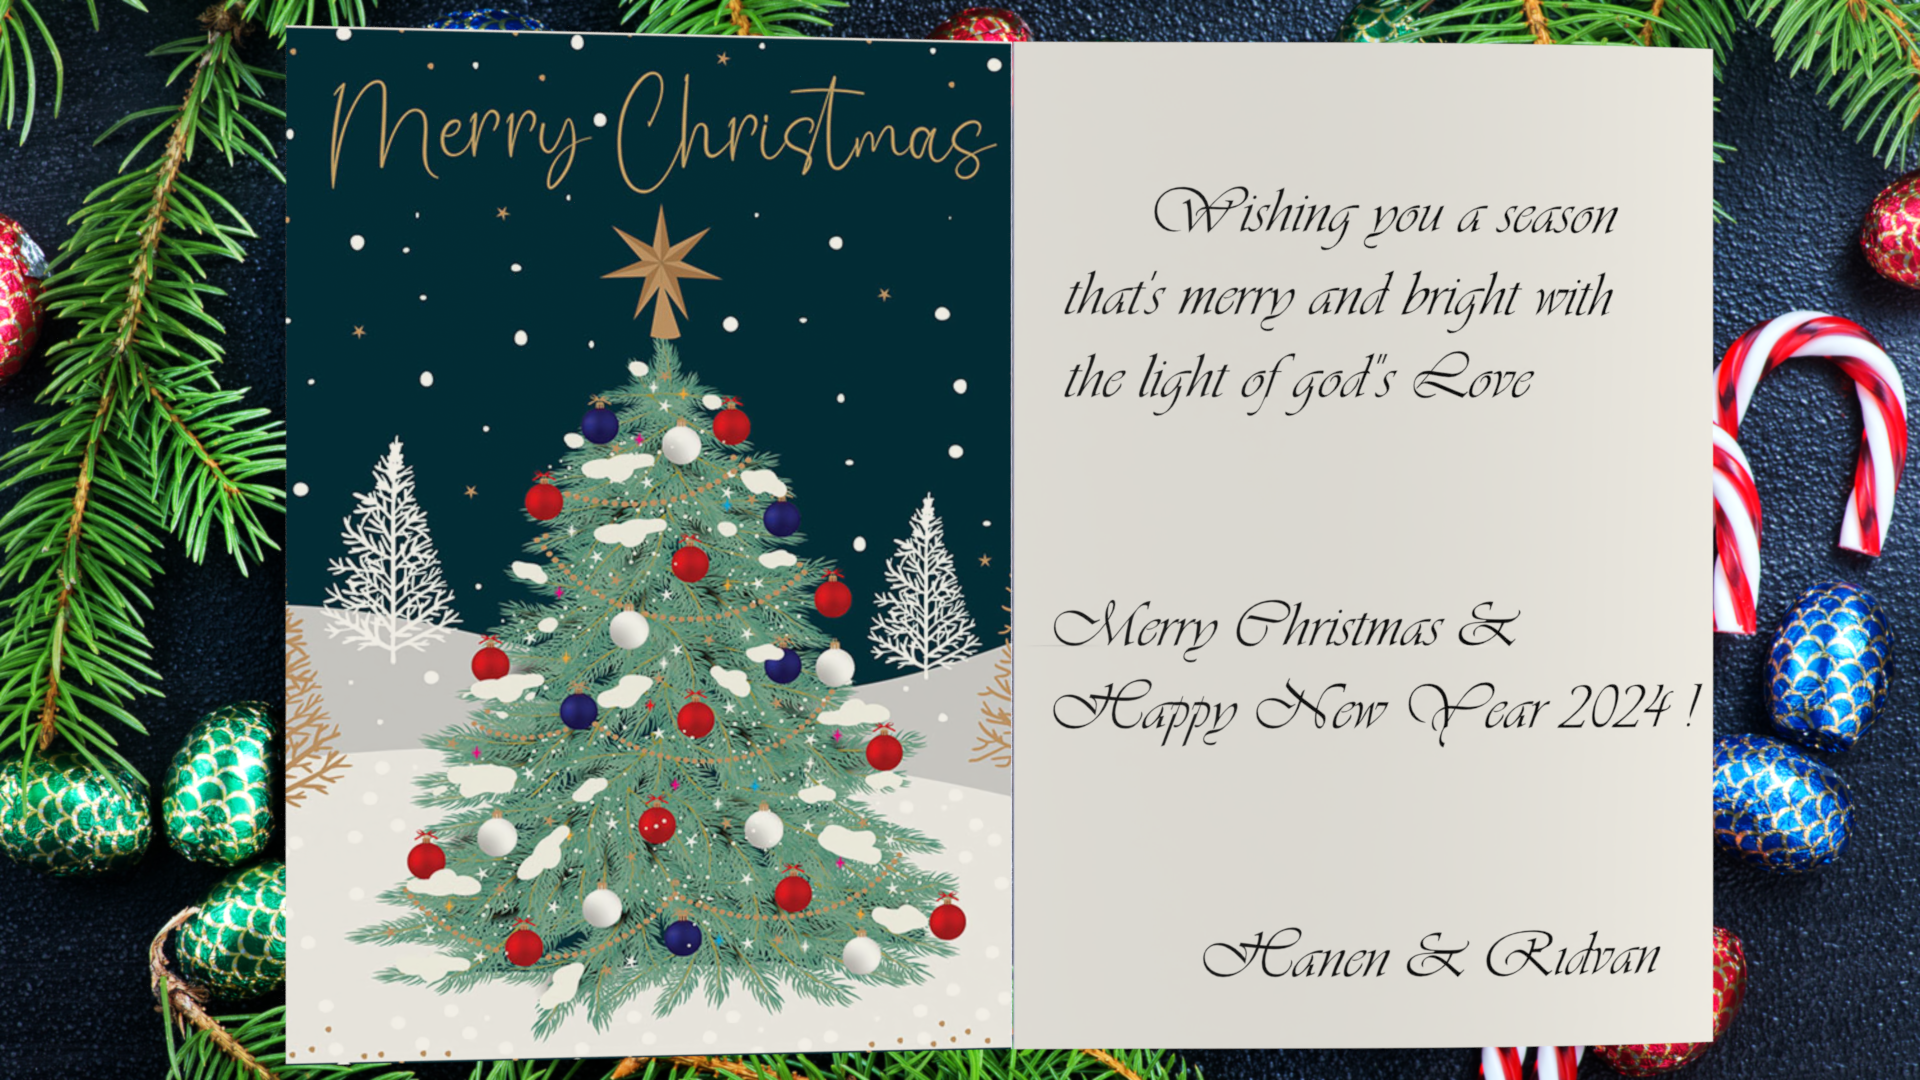 Merry Christmas
Wishing you a season
that's merry and bright with
the light of god"s Love
Merry Christmas &
Happy New Year 2024 !
Hanen & Rıdvan